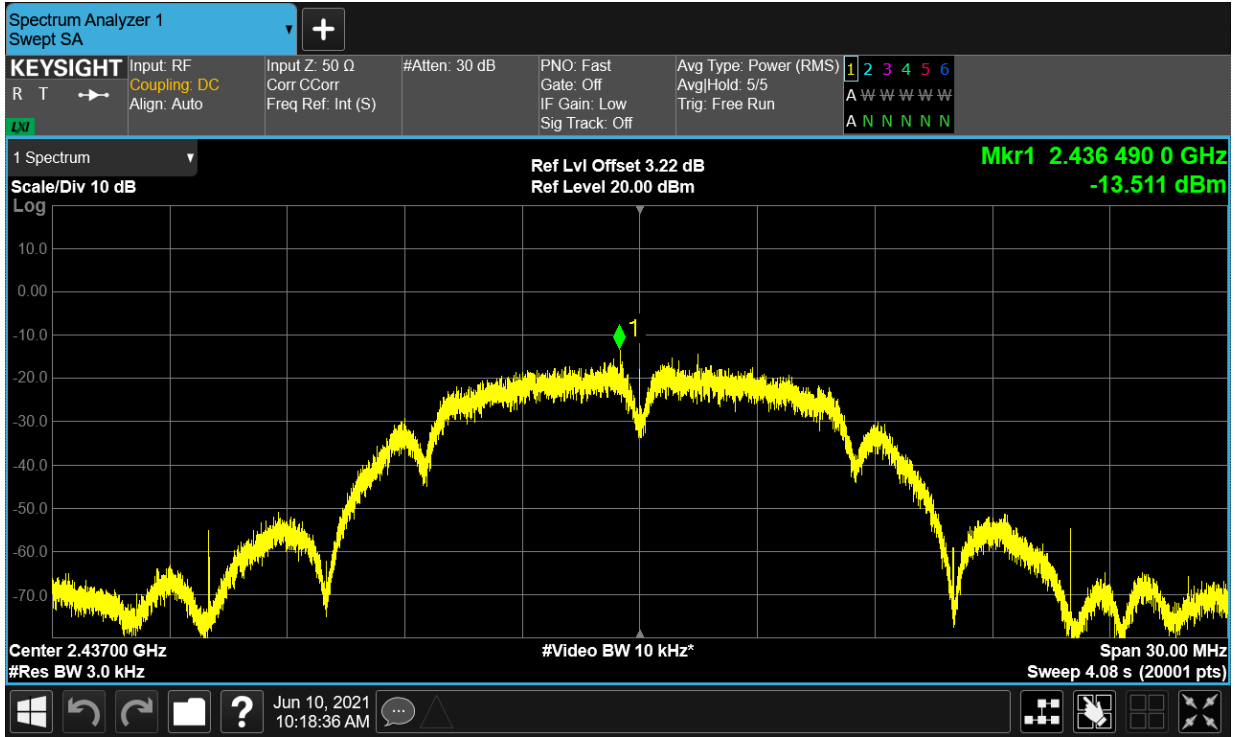 Spectrum Analyzer 1
Swept SA
+
KEYSIGHT
R T
LXI
Input: RF
Coupling: DC
Align: Auto
Input Z: 50 Ω
Corr CCorr
Freq Ref: Int (S)
#Atten: 30 dB
PNO: Fast
Gate: Off
IF Gain: Low
Sig Track: Off
Avg Type: Power (RMS)
Avg|Hold: 5/5
Trig: Free Run
1 2 3 4 5 6
A W W W W W
A N N N N N
1 Spectrum
Scale/Div 10 dB
Log
Ref Lvl Offset 3.22 dB
Ref Level 20.00 dBm
Mkr1 2.436 490 0 GHz
-13.511 dBm
10.0
0.00
-10.0
-20.0
-30.0
-40.0
-50.0
-60.0
-70.0
1
Center 2.43700 GHz
#Res BW 3.0 kHz
#Video BW 10 kHz*
Span 30.00 MHz
Sweep 4.08 s (20001 pts)
?
Jun 10, 2021
10:18:36 AM